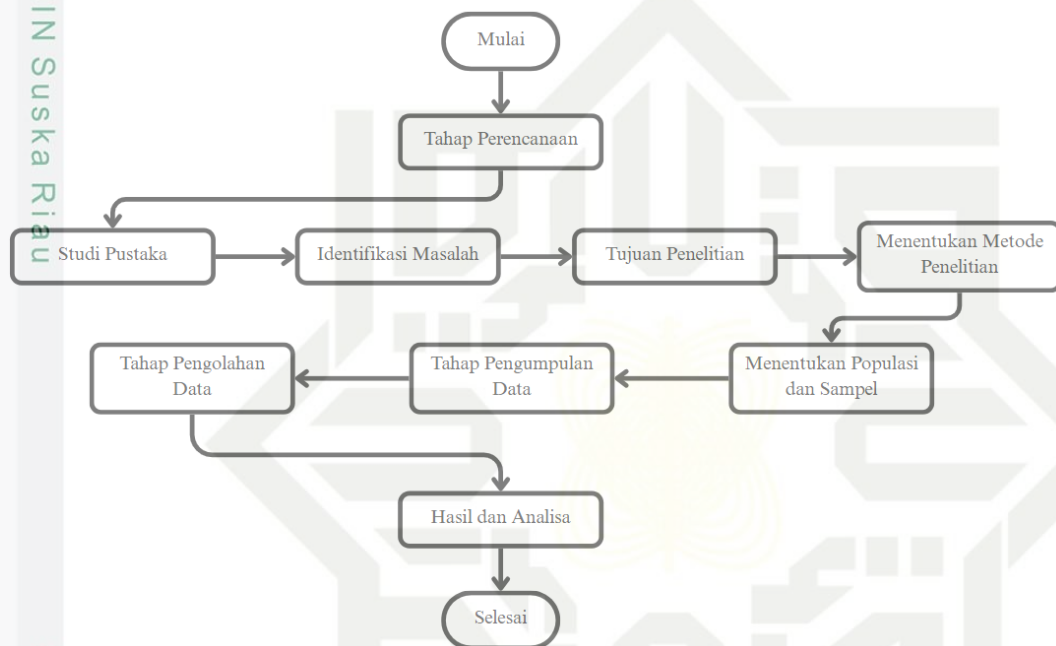 IN Suska Riau
Mulai
Tahap Perencanaan
Studi Pustaka
Identifikasi Masalah
Tujuan Penelitian
Menentukan Metode
Penelitian
Menentukan Populasi
dan Sampel
Tahap Pengumpulan
Data
Tahap Pengolahan
Data
Hasil dan Analisa
Selesai